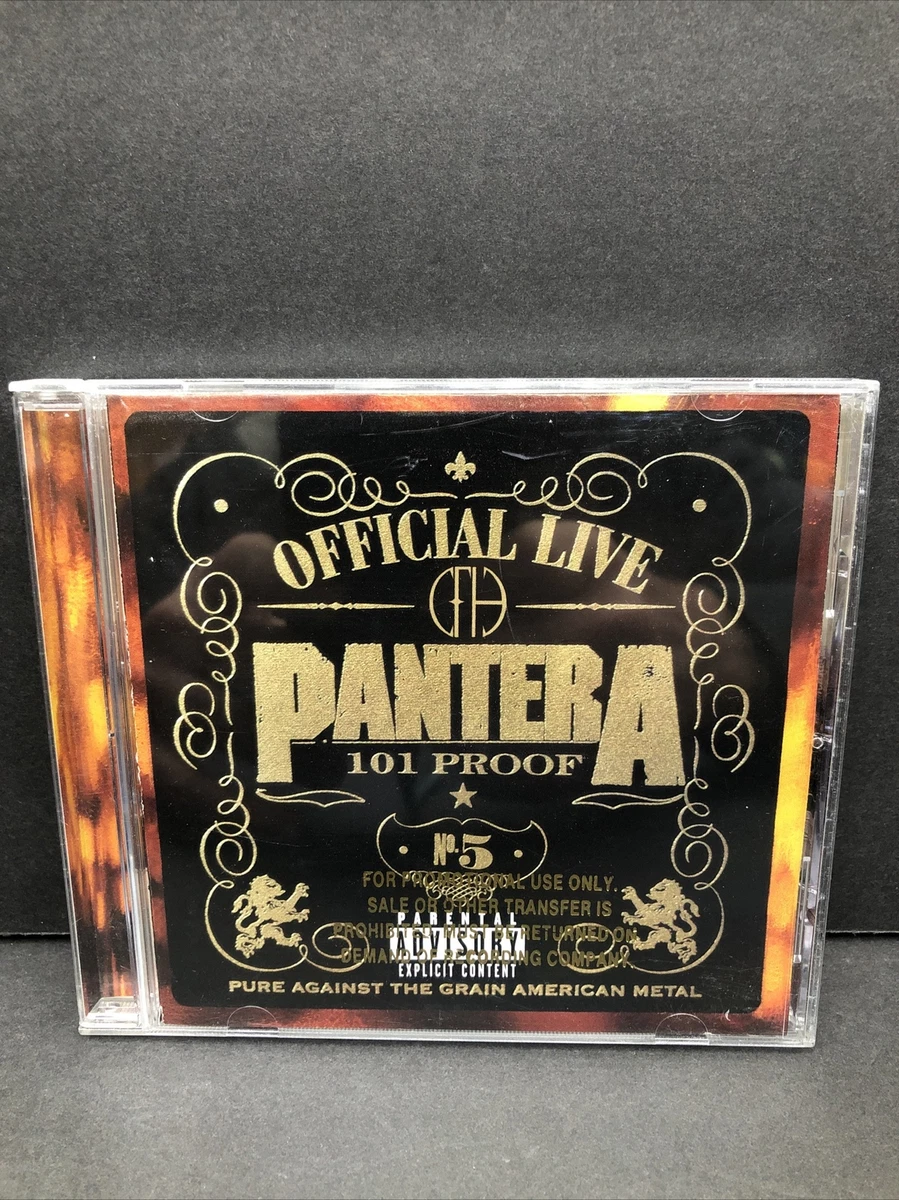 OFFICIAL LIVE
CFH
PANTERA
101 PROOF
No. 5
FOR PROMOTIONAL USE ONLY.
SALE OR OTHER TRANSFER IS
PROHIBITED. MUST BE RETURNED ON
DEMAND OF RECORDING COMPANY.
PARENTAL
ADVISORY
EXPLICIT CONTENT
PURE AGAINST THE GRAIN AMERICAN METAL